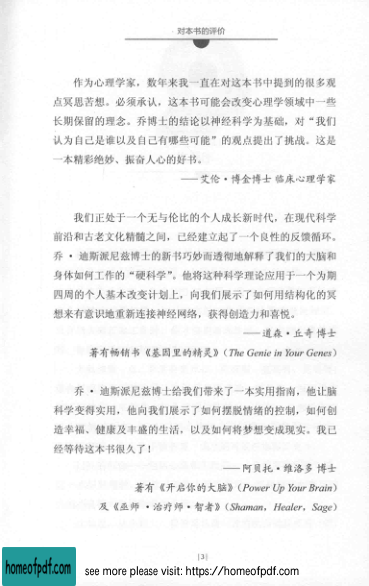 对本书的评价
作为心理学家，数年来我一直在对这本书中提到的很多观
点冥思苦想。必须承认，这本书可能会改变心理学领域中一些
长期保留的理念。乔博士的结论以神经科学为基础，对“我们
认为自己是谁以及自己有哪些可能”的观点提出了挑战。这是
一本精彩绝妙、振奋人心的好书。
——艾伦·博金博士 临床心理学家
我们正处于一个无与伦比的个人成长新时代，在现代科学
前沿和古老文化精髓之间，已经建立起了一个良性的反馈循环。
乔·迪斯派尼兹博士的新书巧妙而透彻地解释了我们的大脑和
身体如何工作的“硬科学”。他将这种科学理论应用于一个为期
四周的个人基本改变计划上，向我们展示了如何用结构化的冥
想来有意识地重新连接神经网络，获得创造力和喜悦。
——道森·丘奇 博士
著有畅销书《基因里的精灵》（The Genie in Your Genes）
乔·迪斯派尼兹博士给我们带来了一本实用指南，他让脑
科学变得实用，他向我们展示了如何摆脱情绪的控制，如何创
造幸福、健康及丰盛的生活，以及如何将梦想变成现实。我已
经等待这本书很久了！
——阿贝托·维洛多 博士
著有《开启你的大脑》（Power Up Your Brain）
及《巫师·治疗师·智者》（Shaman, Healer, Sage）
|3|
homeofpdf.com
see more please visit: https://homeofpdf.com